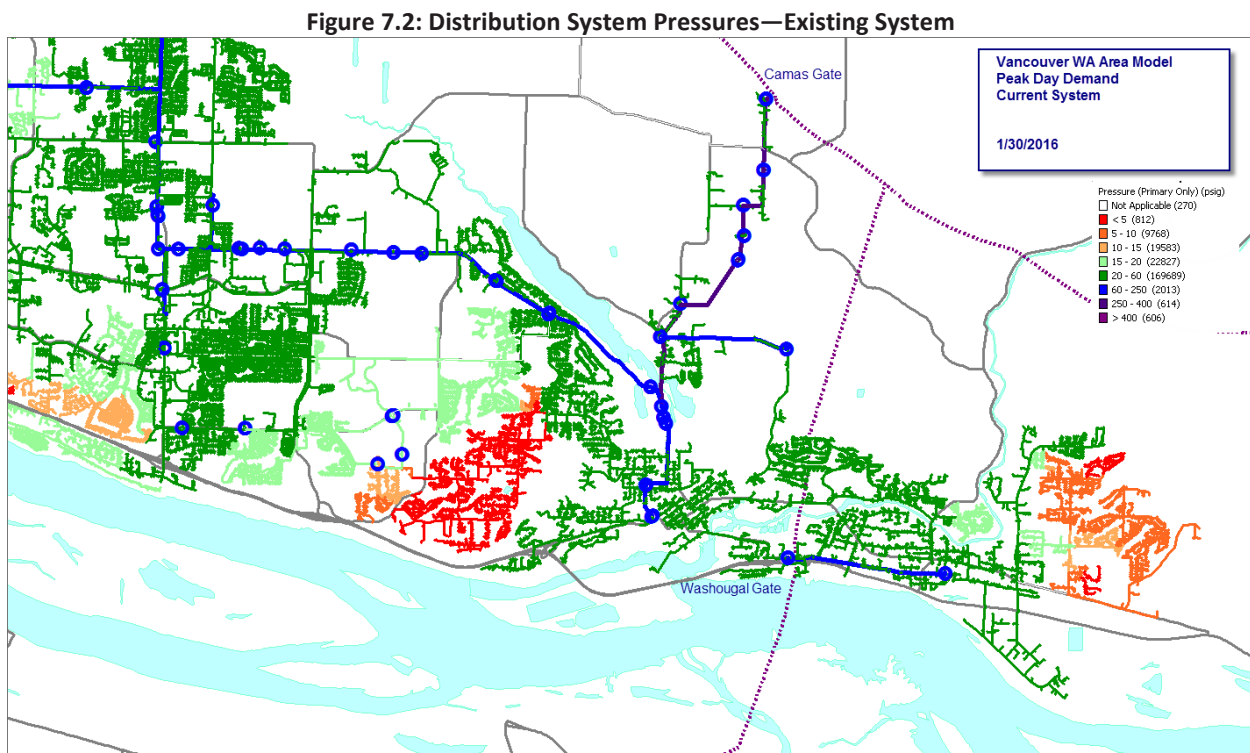 Figure 7.2: Distribution System Pressures—Existing System
Vancouver WA Area Model
Peak Day Demand
Current System
1/30/2016
Camas Gate
Pressure (Primary Only) (psig)
Not Applicable (270)
< 5 (812)
5 - 10 (9768)
10 - 15 (19583)
15 - 20 (22827)
20 - 60 (169689)
60 - 250 (2013)
250 - 400 (614)
> 400 (606)
Washougal Gate